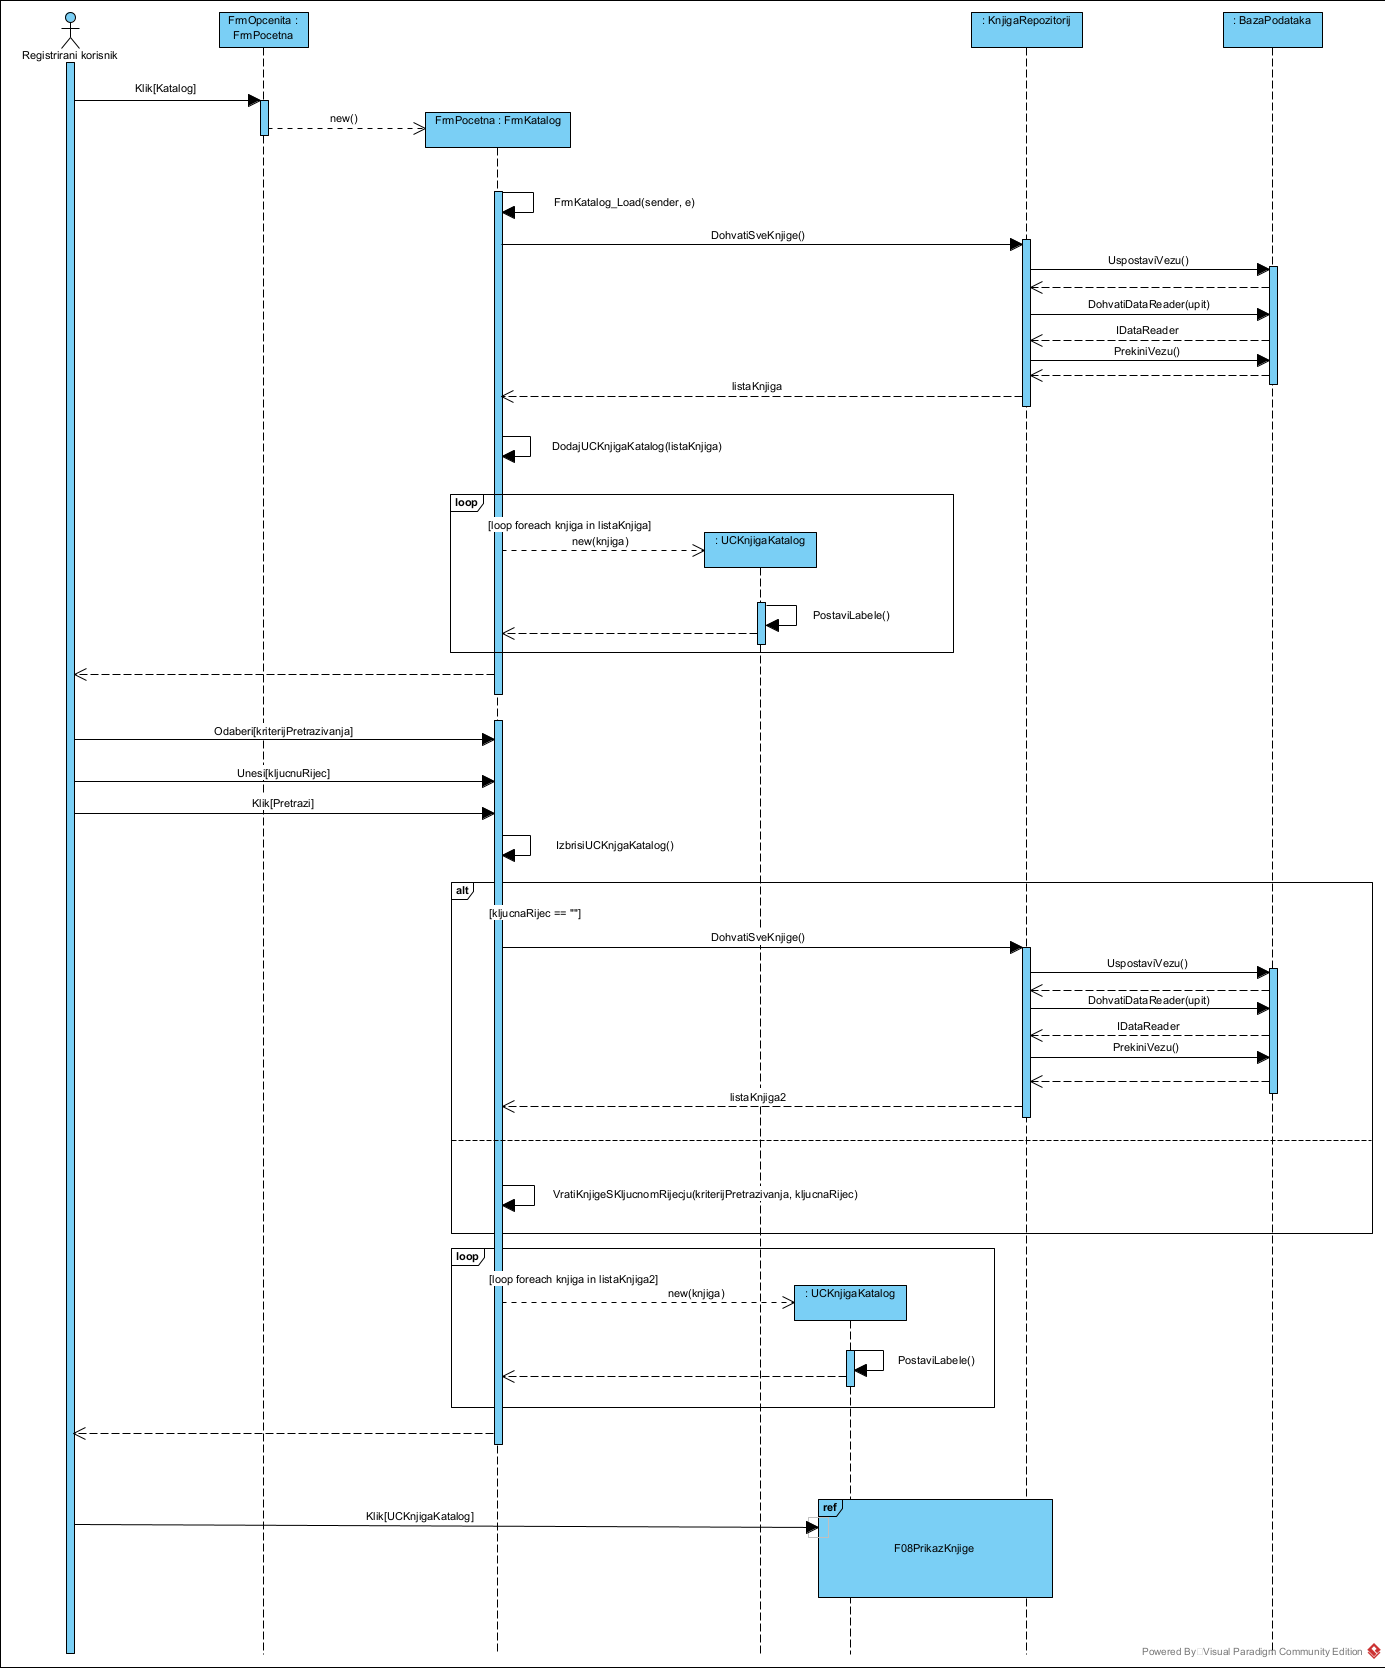 FrmOpcenita :
FrmPocetna
: KnjigaRepozitorij
: BazaPodataka
Registrirani korisnik
Klik[Katalog]
new()
FrmPocetna : FrmKatalog
FrmKatalog_Load(sender, e)
DohvatiSveKnjige()
UspostaviVezu()
DohvatiDataReader(upit)
IDataReader
PrekiniVezu()
listaKnjiga
DodajUCKnjigaKatalog(listaKnjiga)
loop
[loop foreach knjiga in listaKnjiga]
new(knjiga)
: UCKnjigaKatalog
PostaviLabele()
Odaberi[kriterijPretrazivanja]
Unesi[kljucnuRijec]
Klik[Pretrazi]
IzbrisiUCKnjgaKatalog()
alt
[kljucnaRijec == ""]
DohvatiSveKnjige()
UspostaviVezu()
DohvatiDataReader(upit)
IDataReader
PrekiniVezu()
listaKnjiga2
VratiKnjigeSKljucnomRijecju(kriterijPretrazivanja, kljucnaRijec)
loop
[loop foreach knjiga in listaKnjiga2]
new(knjiga)
: UCKnjigaKatalog
PostaviLabele()
Klik[UCKnjigaKatalog]
ref
F08PrikazKnjige
Powered By Visual Paradigm Community Edition